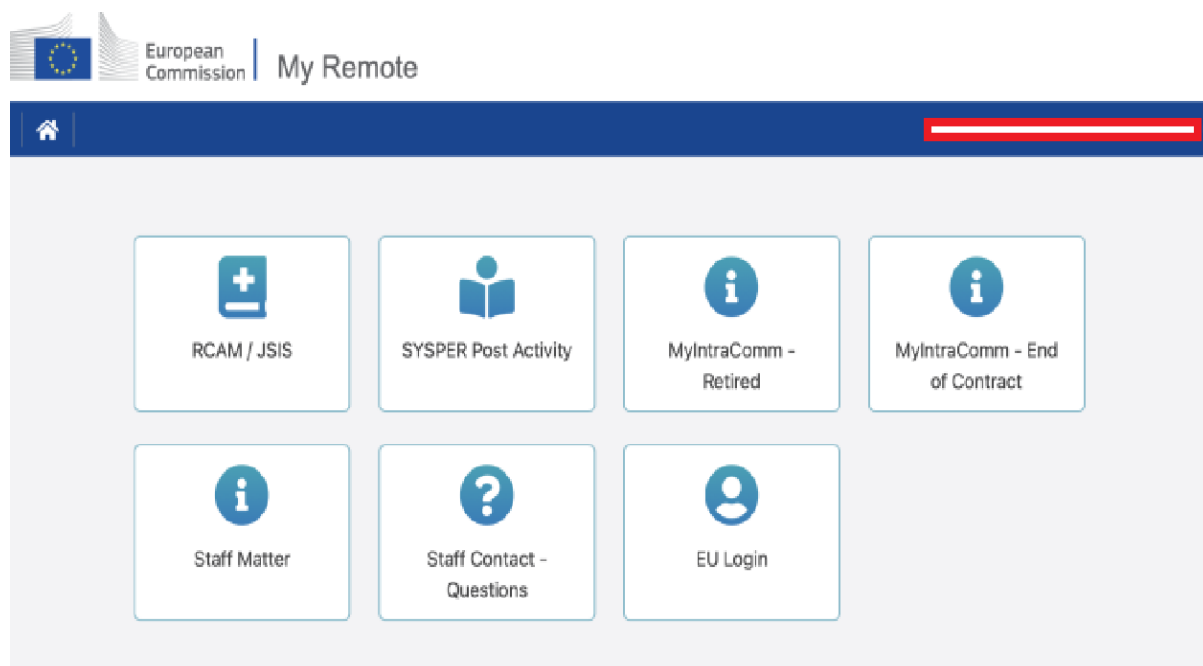 European
Commission
My Remote
RCAM / JSIS
SYSPER Post Activity
MyIntraComm -
Retired
MyIntraComm - End
of Contract
Staff Matter
Staff Contact -
Questions
EU Login